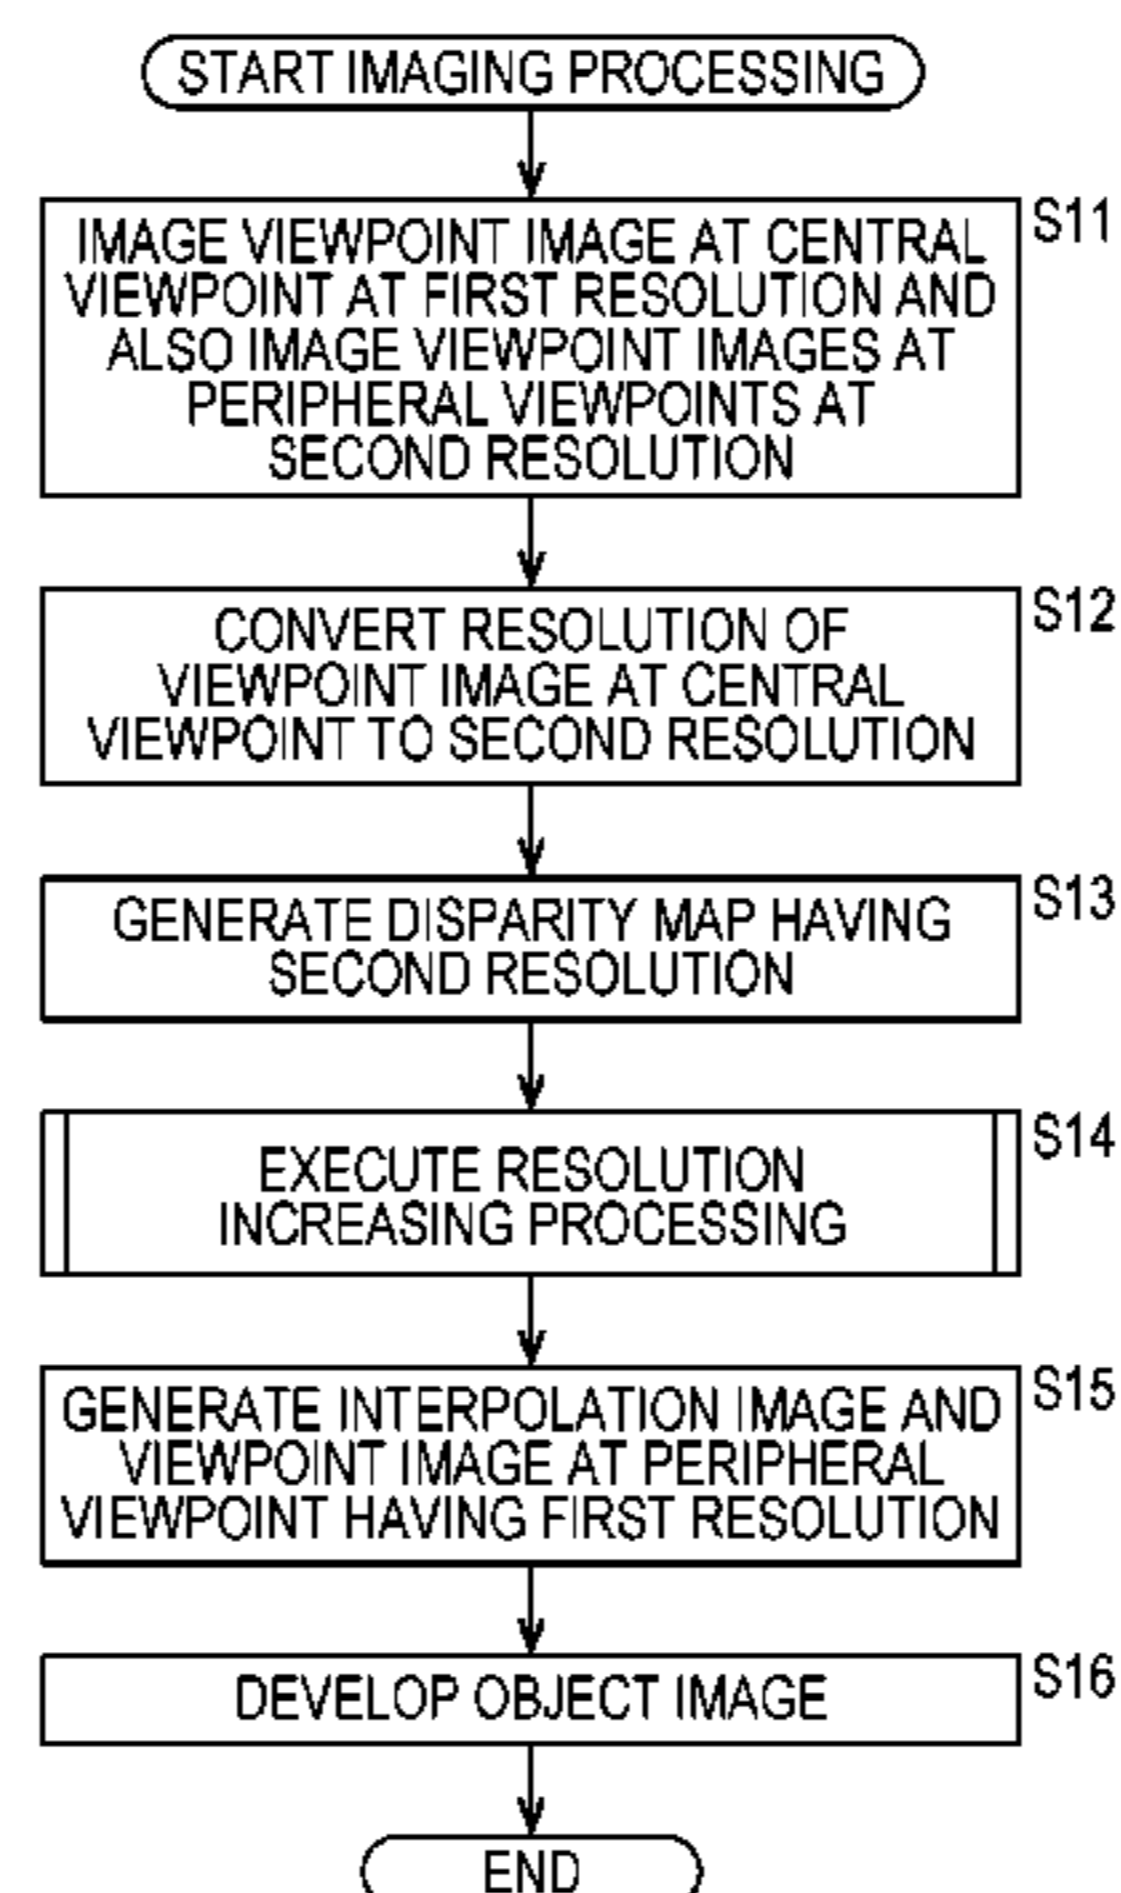 START IMAGING PROCESSING
S11
IMAGE VIEWPOINT IMAGE AT CENTRAL
VIEWPOINT AT FIRST RESOLUTION AND
ALSO IMAGE VIEWPOINT IMAGES AT
PERIPHERAL VIEWPOINTS AT
SECOND RESOLUTION
S12
CONVERT RESOLUTION OF
VIEWPOINT IMAGE AT CENTRAL
VIEWPOINT TO SECOND RESOLUTION
S13
GENERATE DISPARITY MAP HAVING
SECOND RESOLUTION
S14
EXECUTE RESOLUTION
INCREASING PROCESSING
S15
GENERATE INTERPOLATION IMAGE AND
VIEWPOINT IMAGE AT PERIPHERAL
VIEWPOINT HAVING FIRST RESOLUTION
S16
DEVELOP OBJECT IMAGE
END